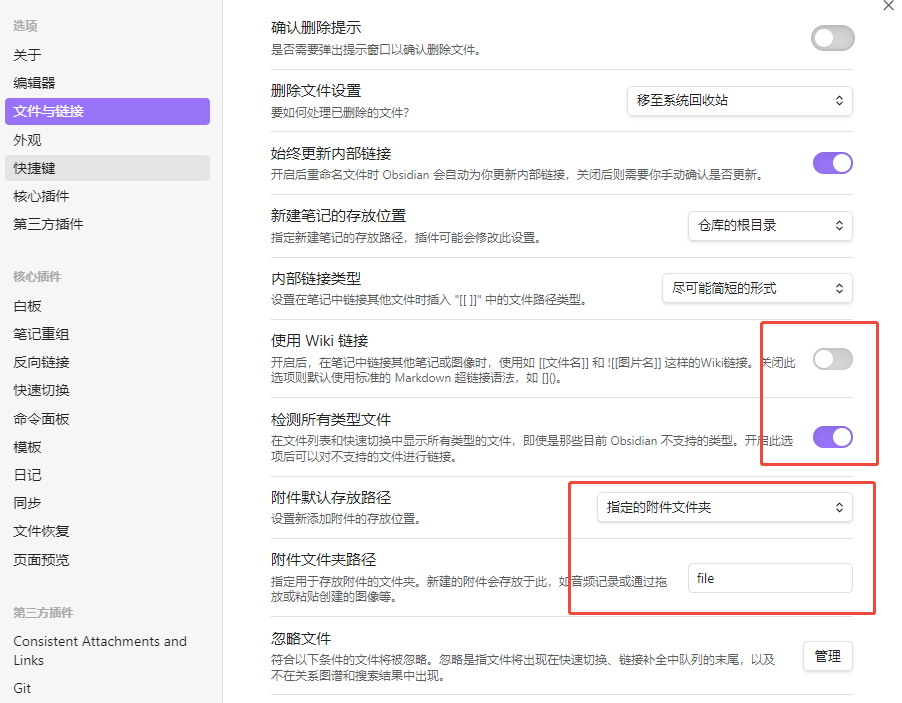 选项
关于
编辑器
文件与链接
外观
快捷键
核心插件
第三方插件
核心插件
白板
笔记重组
反向链接
快速切换
命令面板
模板
日记
同步
文件恢复
页面预览
第三方插件
Consistent Attachments and
Links
Git
确认删除提示
是否需要弹出提示窗口以确认删除文件。
删除文件设置
要如何处理已删除的文件?
移至系统回收站
始终更新内部链接
开启后重命名文件时 Obsidian 会自动为你更新内部链接，关闭后则需要你手动确认是否更新。
新建笔记的存放位置
指定新建笔记的存放路径，插件可能会修改此设置。
仓库的根目录
内部链接类型
设置在笔记中链接其他文件时插入 "[[ ]]" 中的文件路径类型。
尽可能简短的形式
使用 Wiki 链接
开启后，在笔记中链接其他笔记或图像时，使用如 [[文件名]] 和 ![[图片名]] 这样的Wiki链接。关闭此
选项则默认使用标准的 Markdown 超链接语法，如 []()。
检测所有类型文件
在文件列表和快速切换中显示所有类型的文件，即使是那些目前 Obsidian 不支持的类型。开启此选
项后可以对不支持的文件进行链接。
附件默认存放路径
设置新添加附件的存放位置。
指定的附件文件夹
附件文件夹路径
指定用于存放附件的文件夹。新建的附件会存放于此，如音频记录或通过拖
放或粘贴创建的图像等。
file
忽略文件
符合以下条件的文件将被忽略。忽略是指文件将出现在快速切换、链接补全中队列的末尾，以及
不在关系图谱和搜索结果中出现。
管理